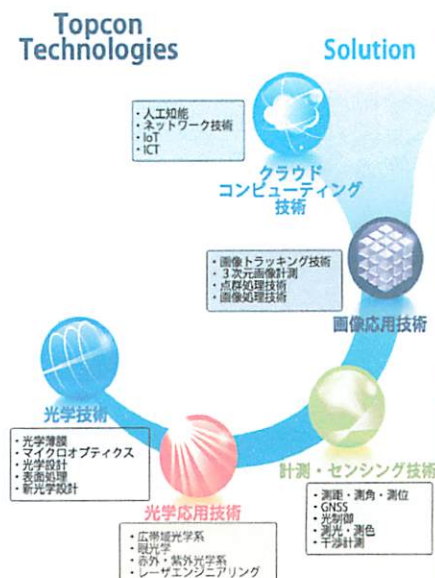 Topcon
Technologies
Solution
・人工知能
・ネットワーク技術
・IoT
・ICT
クラウド
コンピューティング
技術
・画像トラッキング技術
・３次元画像計測
・点群処理技術
・画像処理技術
画像応用技術
光学技術
・光学薄膜
・マイクロオプティクス
・光学設計
・表面処理
・新光学設計
計測・センシング技術
・測距・測角・測位
・GNSS
・光制御
・測光・測色
・干渉計測
光学応用技術
・広帯域光学系
・眼光学
・赤外・紫外光学系
・レーザエンジニアリング